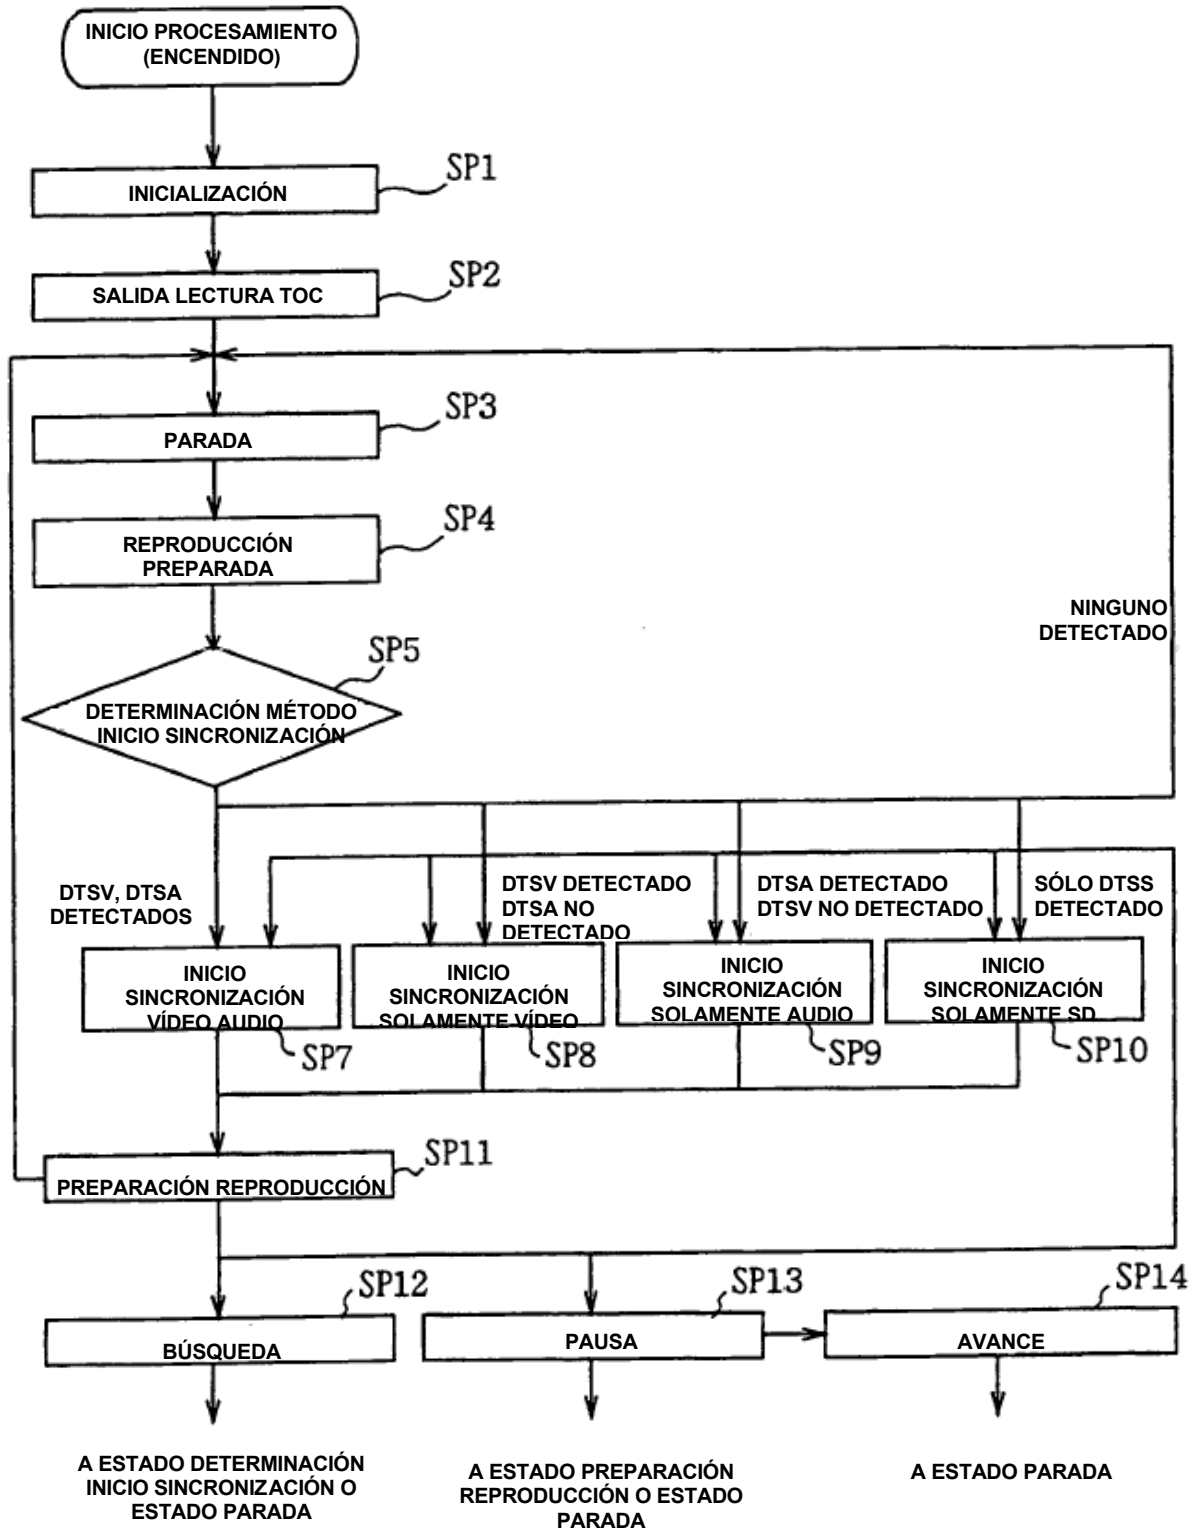 INICIO PROCESAMIENTO
(ENCENDIDO)
SP1
INICIALIZACIÓN
SP2
SALIDA LECTURA TOC
SP3
PARADA
SP4
REPRODUCCIÓN
PREPARADA
NINGUNO
DETECTADO
SP5
DETERMINACIÓN MÉTODO
INICIO SINCRONIZACIÓN
DTSV, DTSA
DETECTADOS
DTSV DETECTADO
DTSA NO
DETECTADO
DTSA DETECTADO
DTSV NO DETECTADO
SÓLO DTSS
DETECTADO
INICIO
SINCRONIZACIÓN
VÍDEO AUDIO
SP7
INICIO
SINCRONIZACIÓN
SOLAMENTE VÍDEO
SP8
INICIO
SINCRONIZACIÓN
SOLAMENTE AUDIO
SP9
INICIO
SINCRONIZACIÓN
SOLAMENTE SD
SP10
SP11
PREPARACIÓN REPRODUCCIÓN
SP12
BÚSQUEDA
SP13
PAUSA
SP14
AVANCE
A ESTADO DETERMINACIÓN
INICIO SINCRONIZACIÓN O
ESTADO PARADA
A ESTADO PREPARACIÓN
REPRODUCCIÓN O ESTADO
PARADA
A ESTADO PARADA